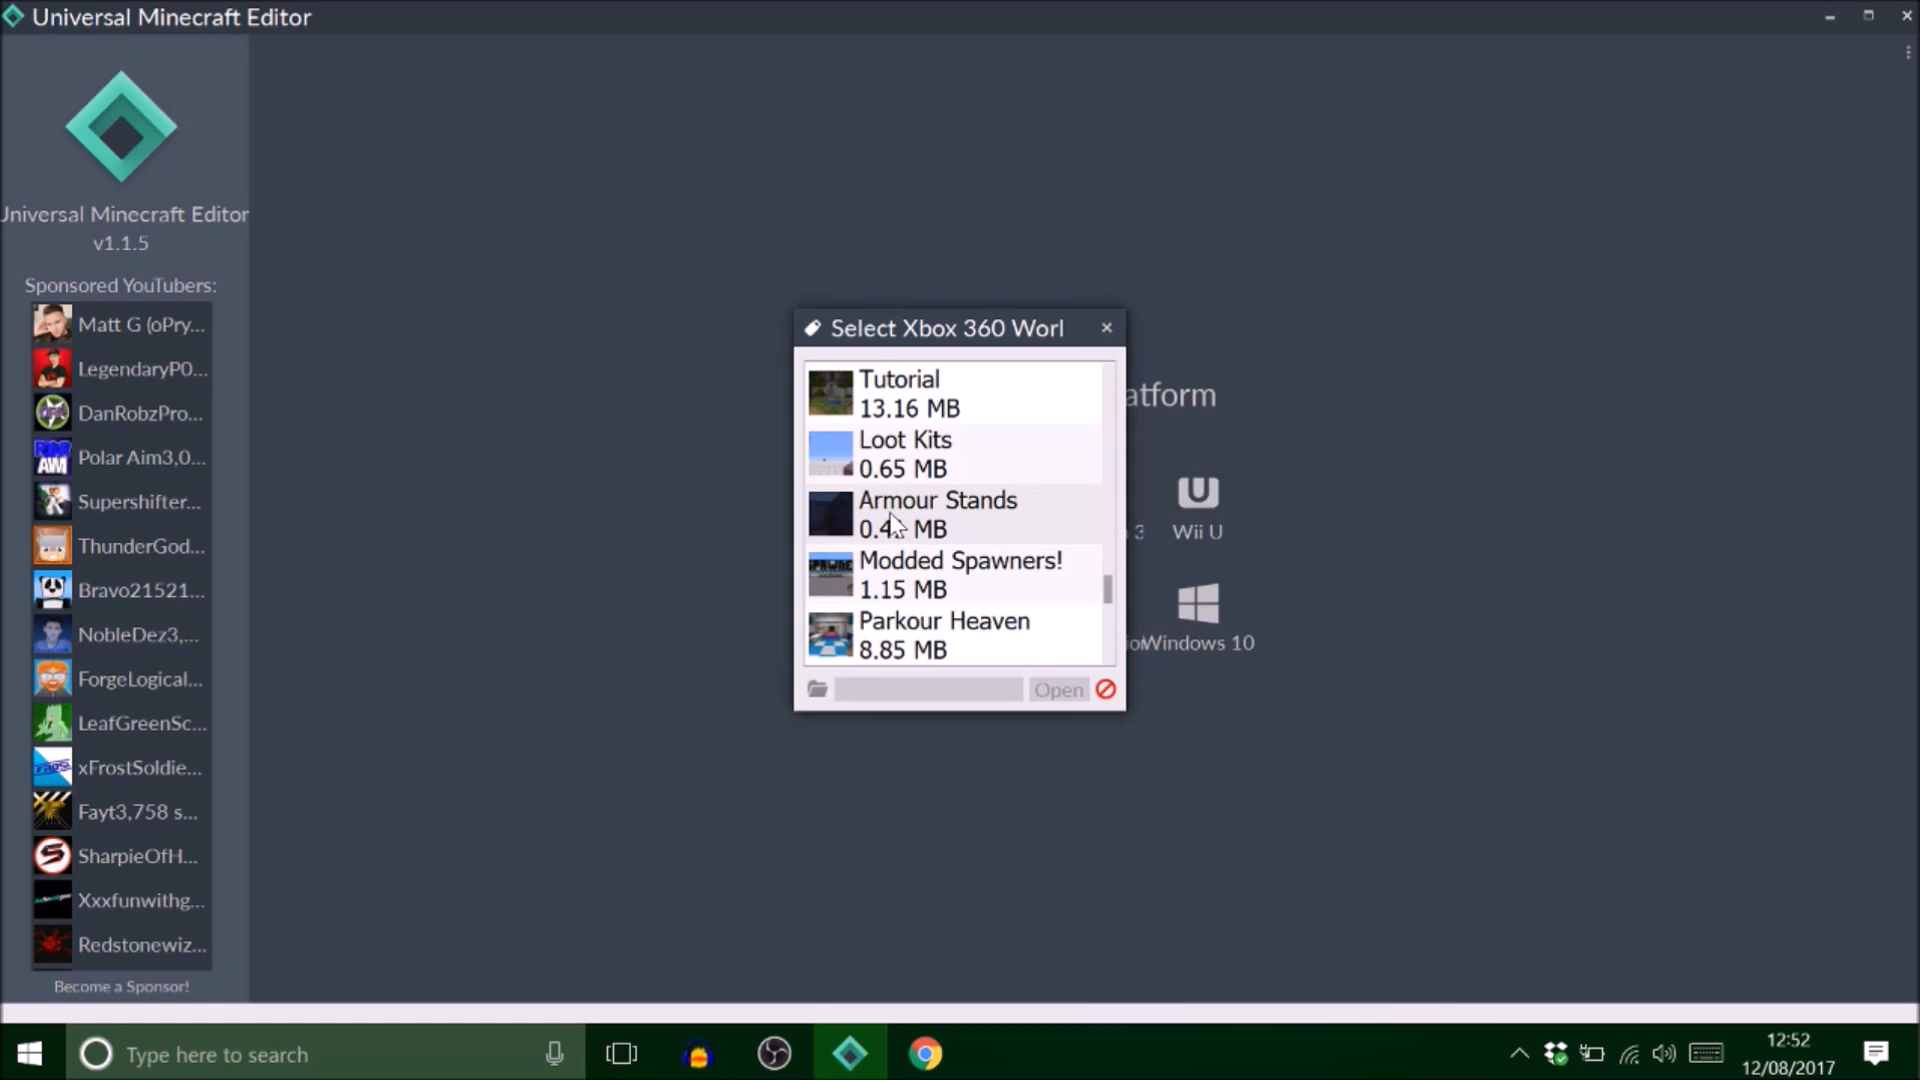 Universal Minecraft Editor
Universal Minecraft Editor
v1.1.5
Sponsored YouTubers:
Matt G (oPry...
LegendaryP0...
DanRobzPro...
Polar Aim3,0...
Supershifter...
ThunderGod...
Bravo21521...
NobleDez3,...
ForgeLogical...
LeafGreenSc...
xFrostSoldie...
Fayt3,758 s...
SharpieOfH...
Xxxfunwithg...
Redstonewiz...
Become a Sponsor!
Select Xbox 360 Worl
Tutorial
13.16 MB
Loot Kits
0.65 MB
Armour Stands
MB
Modded Spawners!
1.15 MB
Parkour Heaven
8.85 MB
Open
atform
3
Wii U
Windows 10
Type here to search
12:52
12/08/2017